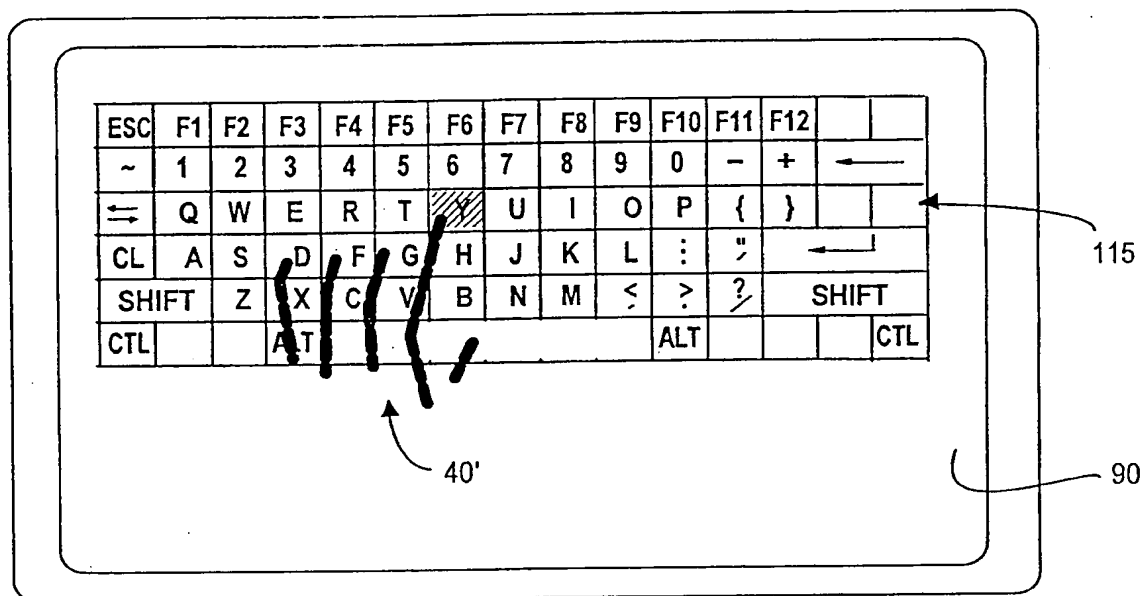 ESC F1 F2 F3 F4 F5 F6 F7 F8 F9 F10 F11 F12
~ 1 2 3 4 5 6 7 8 9 0 - + ←
⇆ Q W E R T Y U I O P { }
115
CL A S D F G H J K L : " , ↵
SHIFT Z X C V B N M < . > . ? / SHIFT
CTL ALT ALT CTL
40'
90